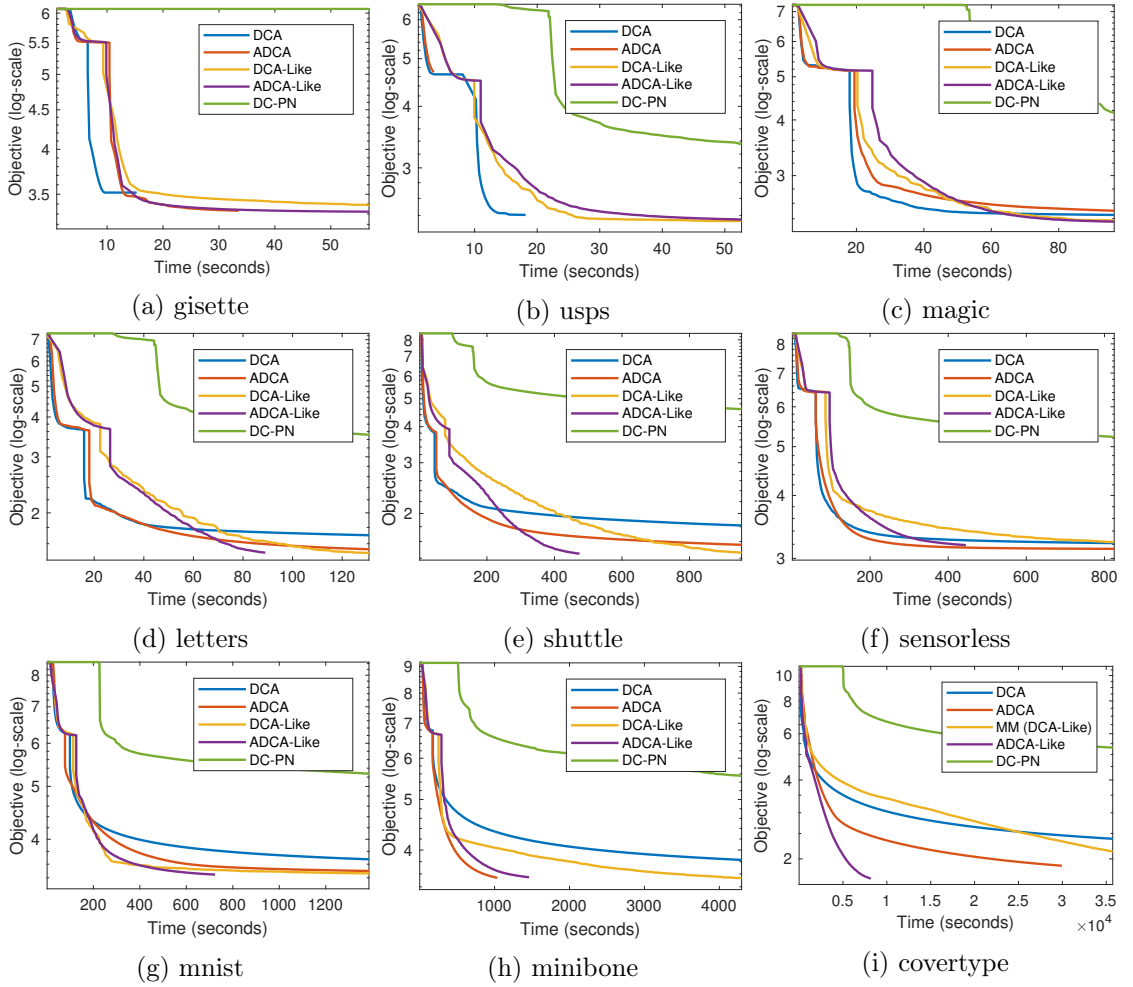 Objective (log-scale)
6
5.5
5
4.5
4
3.5
10
20
30
40
50
Time (seconds)
DCA
ADCA
DCA-Like
ADCA-Like
DC-PN
(a) gisette
Objective (log-scale)
6
5
4
3
10
20
30
40
50
Time (seconds)
DCA
ADCA
DCA-Like
ADCA-Like
DC-PN
(b) usps
Objective (log-scale)
7
6
5
4
3
20
40
60
80
Time (seconds)
DCA
ADCA
DCA-Like
ADCA-Like
DC-PN
(c) magic
Objective (log-scale)
7
6
5
4
3
2
20
40
60
80
100
120
Time (seconds)
DCA
ADCA
DCA-Like
ADCA-Like
DC-PN
(d) letters
Objective (log-scale)
8
7
6
5
4
3
2
200
400
600
800
Time (seconds)
DCA
ADCA
DCA-Like
ADCA-Like
DC-PN
(e) shuttle
Objective (log-scale)
8
7
6
5
4
3
200
400
600
800
Time (seconds)
DCA
ADCA
DCA-Like
ADCA-Like
DC-PN
(f) sensorless
Objective (log-scale)
8
7
6
5
4
200
400
600
800
1000
1200
Time (seconds)
DCA
ADCA
DCA-Like
ADCA-Like
DC-PN
(g) mnist
Objective (log-scale)
9
8
7
6
5
4
1000
2000
3000
4000
Time (seconds)
DCA
ADCA
DCA-Like
ADCA-Like
DC-PN
(h) minibone
Objective (log-scale)
10
8
6
4
2
0.5
1
1.5
2
2.5
3
3.5
×10⁴
Time (seconds)
DCA
ADCA
MM (DCA-Like)
ADCA-Like
DC-PN
(i) covertype